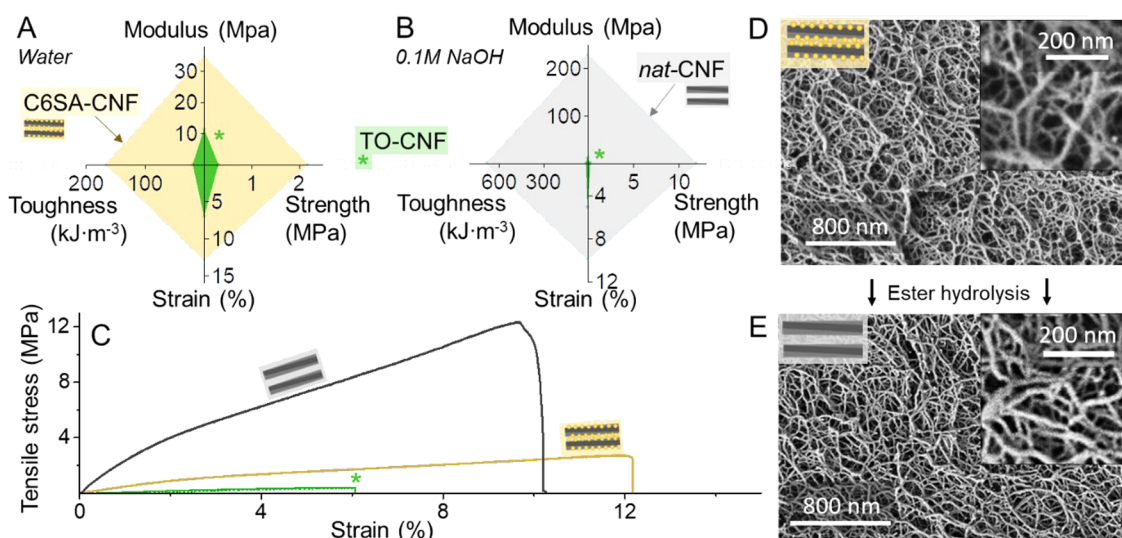 A
Modulus (Mpa)
Water
C6SA-CNF
30
20
10
*
200
100
1
2
Toughness
(kJ·m-3)
5
10
15
Strength
(MPa)
Strain (%)
TO-CNF
*
B
Modulus (Mpa)
0.1M NaOH
nat-CNF
200
100
*
600
300
5
10
Toughness
(kJ·m-3)
4
8
12
Strength
(MPa)
Strain (%)
C
Tensile stress (MPa)
12
8
4
*
0
4
8
12
Strain (%)
D
200 nm
800 nm
Ester hydrolysis
E
200 nm
800 nm